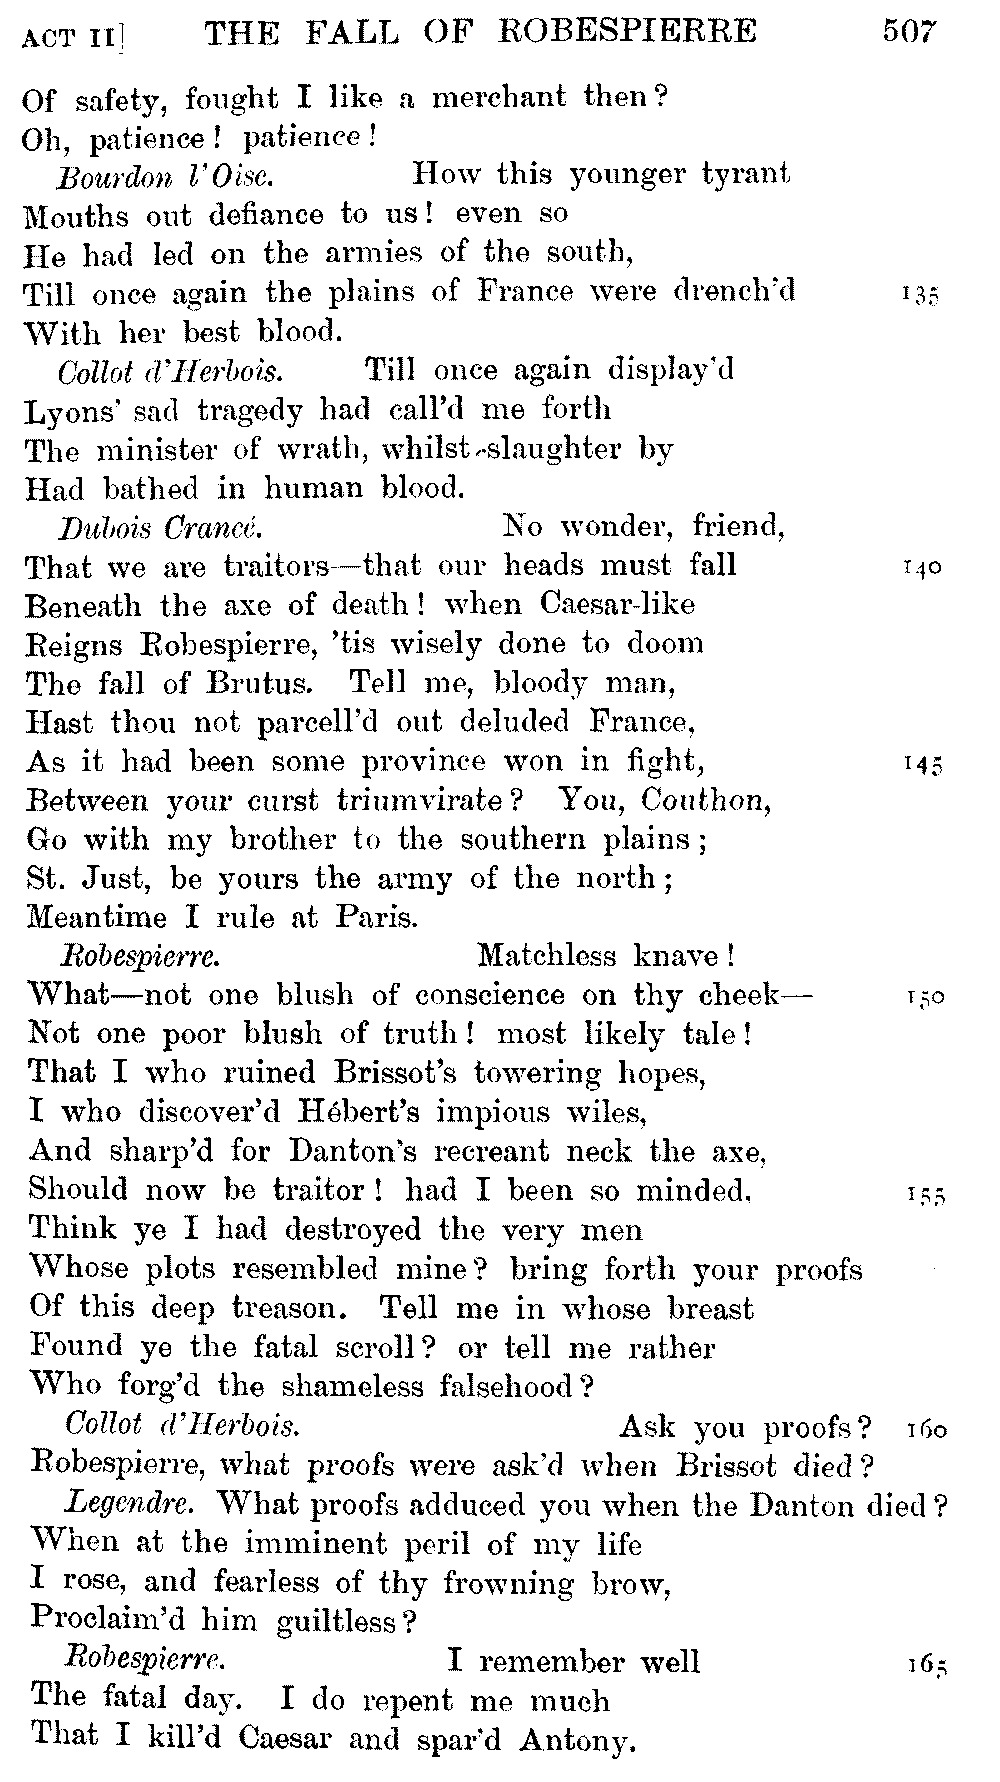 ACT II] THE FALL OF ROBESPIERRE 507
Of safety, fought I like a merchant then?
Oh, patience! patience!
Bourdon l'Oise. How this younger tyrant
Mouths out defiance to us! even so
He had led on the armies of the south,
Till once again the plains of France were drench'd 135
With her best blood.
Collot d'Herbois. Till once again display'd
Lyons' sad tragedy had call'd me forth
The minister of wrath, whilst slaughter by
Had bathed in human blood.
Dubois Crancé. No wonder, friend,
That we are traitors—that our heads must fall 140
Beneath the axe of death! when Caesar-like
Reigns Robespierre, 'tis wisely done to doom
The fall of Brutus. Tell me, bloody man,
Hast thou not parcell'd out deluded France,
As it had been some province won in fight, 145
Between your curst triumvirate? You, Couthon,
Go with my brother to the southern plains;
St. Just, be yours the army of the north;
Meantime I rule at Paris.
Robespierre. Matchless knave!
What—not one blush of conscience on thy cheek— 150
Not one poor blush of truth! most likely tale!
That I who ruined Brissot's towering hopes,
I who discover'd Hébert's impious wiles,
And sharp'd for Danton's recreant neck the axe,
Should now be traitor! had I been so minded, 155
Think ye I had destroyed the very men
Whose plots resembled mine? bring forth your proofs
Of this deep treason. Tell me in whose breast
Found ye the fatal scroll? or tell me rather
Who forg'd the shameless falsehood?
Collot d'Herbois. Ask you proofs? 160
Robespierre, what proofs were ask'd when Brissot died?
Legendre. What proofs adduced you when the Danton died?
When at the imminent peril of my life
I rose, and fearless of thy frowning brow,
Proclaim'd him guiltless?
Robespierre. I remember well 165
The fatal day. I do repent me much
That I kill'd Caesar and spar'd Antony.